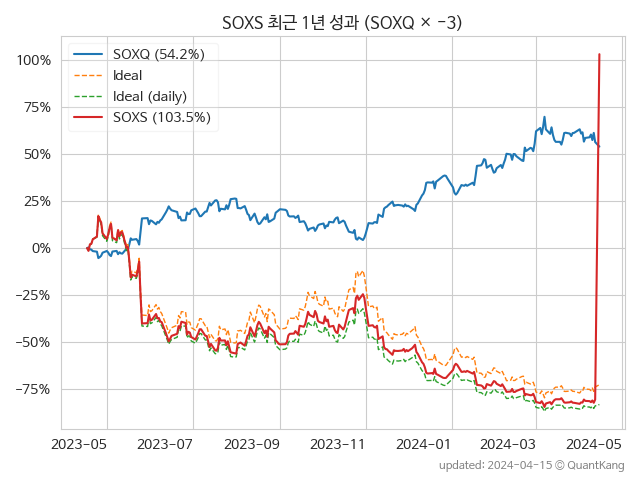 SOXS 최근 1년 성과 (SOXQ × -3)
SOXQ (54.2%)
Ideal
Ideal (daily)
SOXS (103.5%)
100%
75%
50%
25%
0%
-25%
-50%
-75%
2023-05 2023-07 2023-09 2023-11 2024-01 2024-03 2024-05
updated: 2024-04-15 © QuantKang